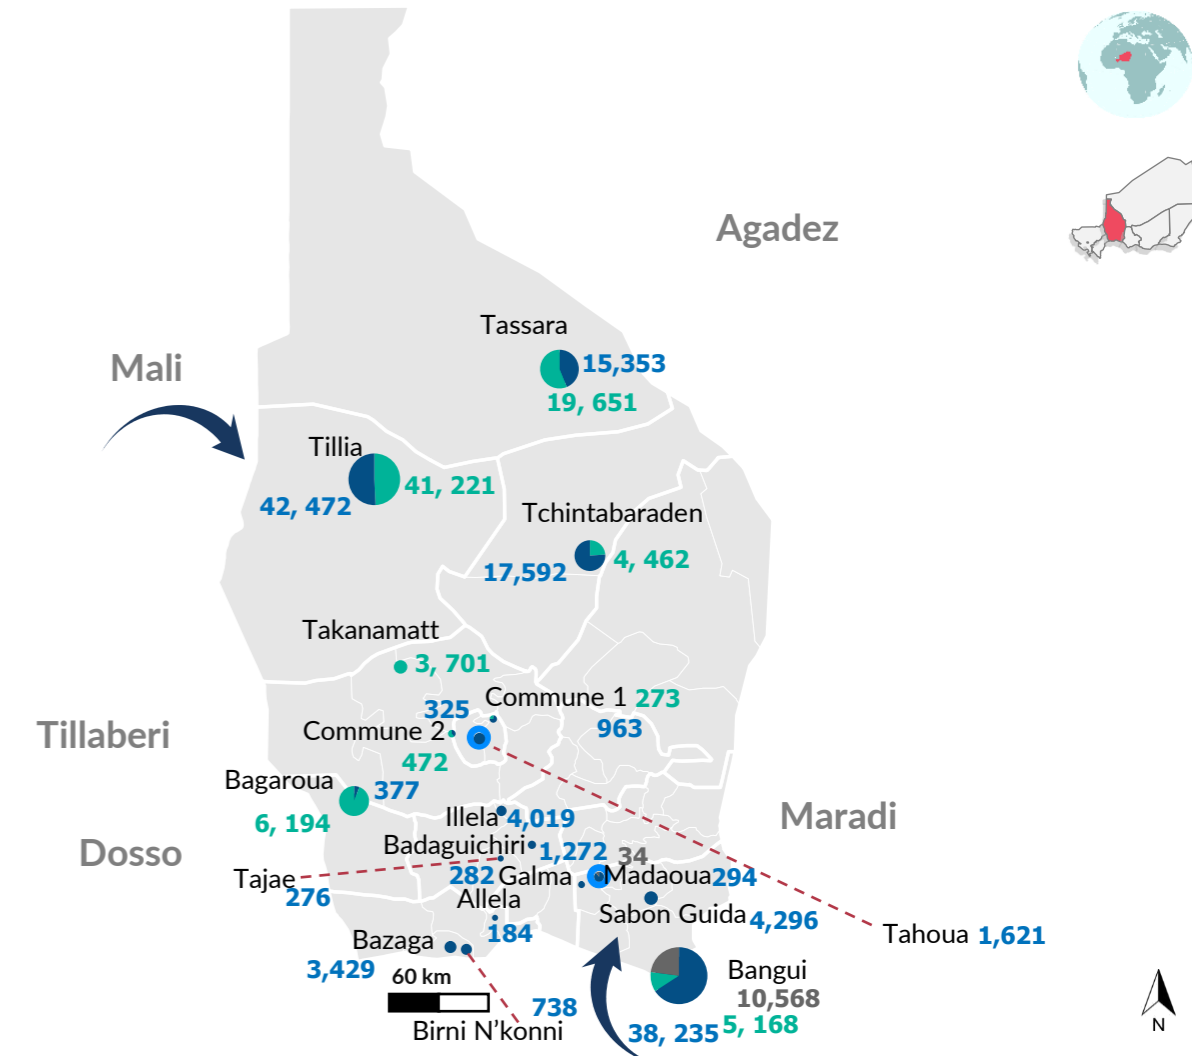 Agadez
Tassara
15,353
19, 651
Mali
Tillia
41, 221
42, 472
Tchintabaraden
4, 462
17,592
Takanamatt
3, 701
Commune 1 273
325
963
Commune 2
472
Tillaberi
Bagaroua
377
6, 194
Illela 4,019
Maradi
Badaguichiri 1,272 34
Dosso
Tajae
276
282 Galma
Madaoua 294
Allela
184
Sabon Guida 4,296
Tahoua 1,621
Bazaga
3,429
60 km
Bangui
10,568
738
38, 235 5, 168
Birni N’konni
N